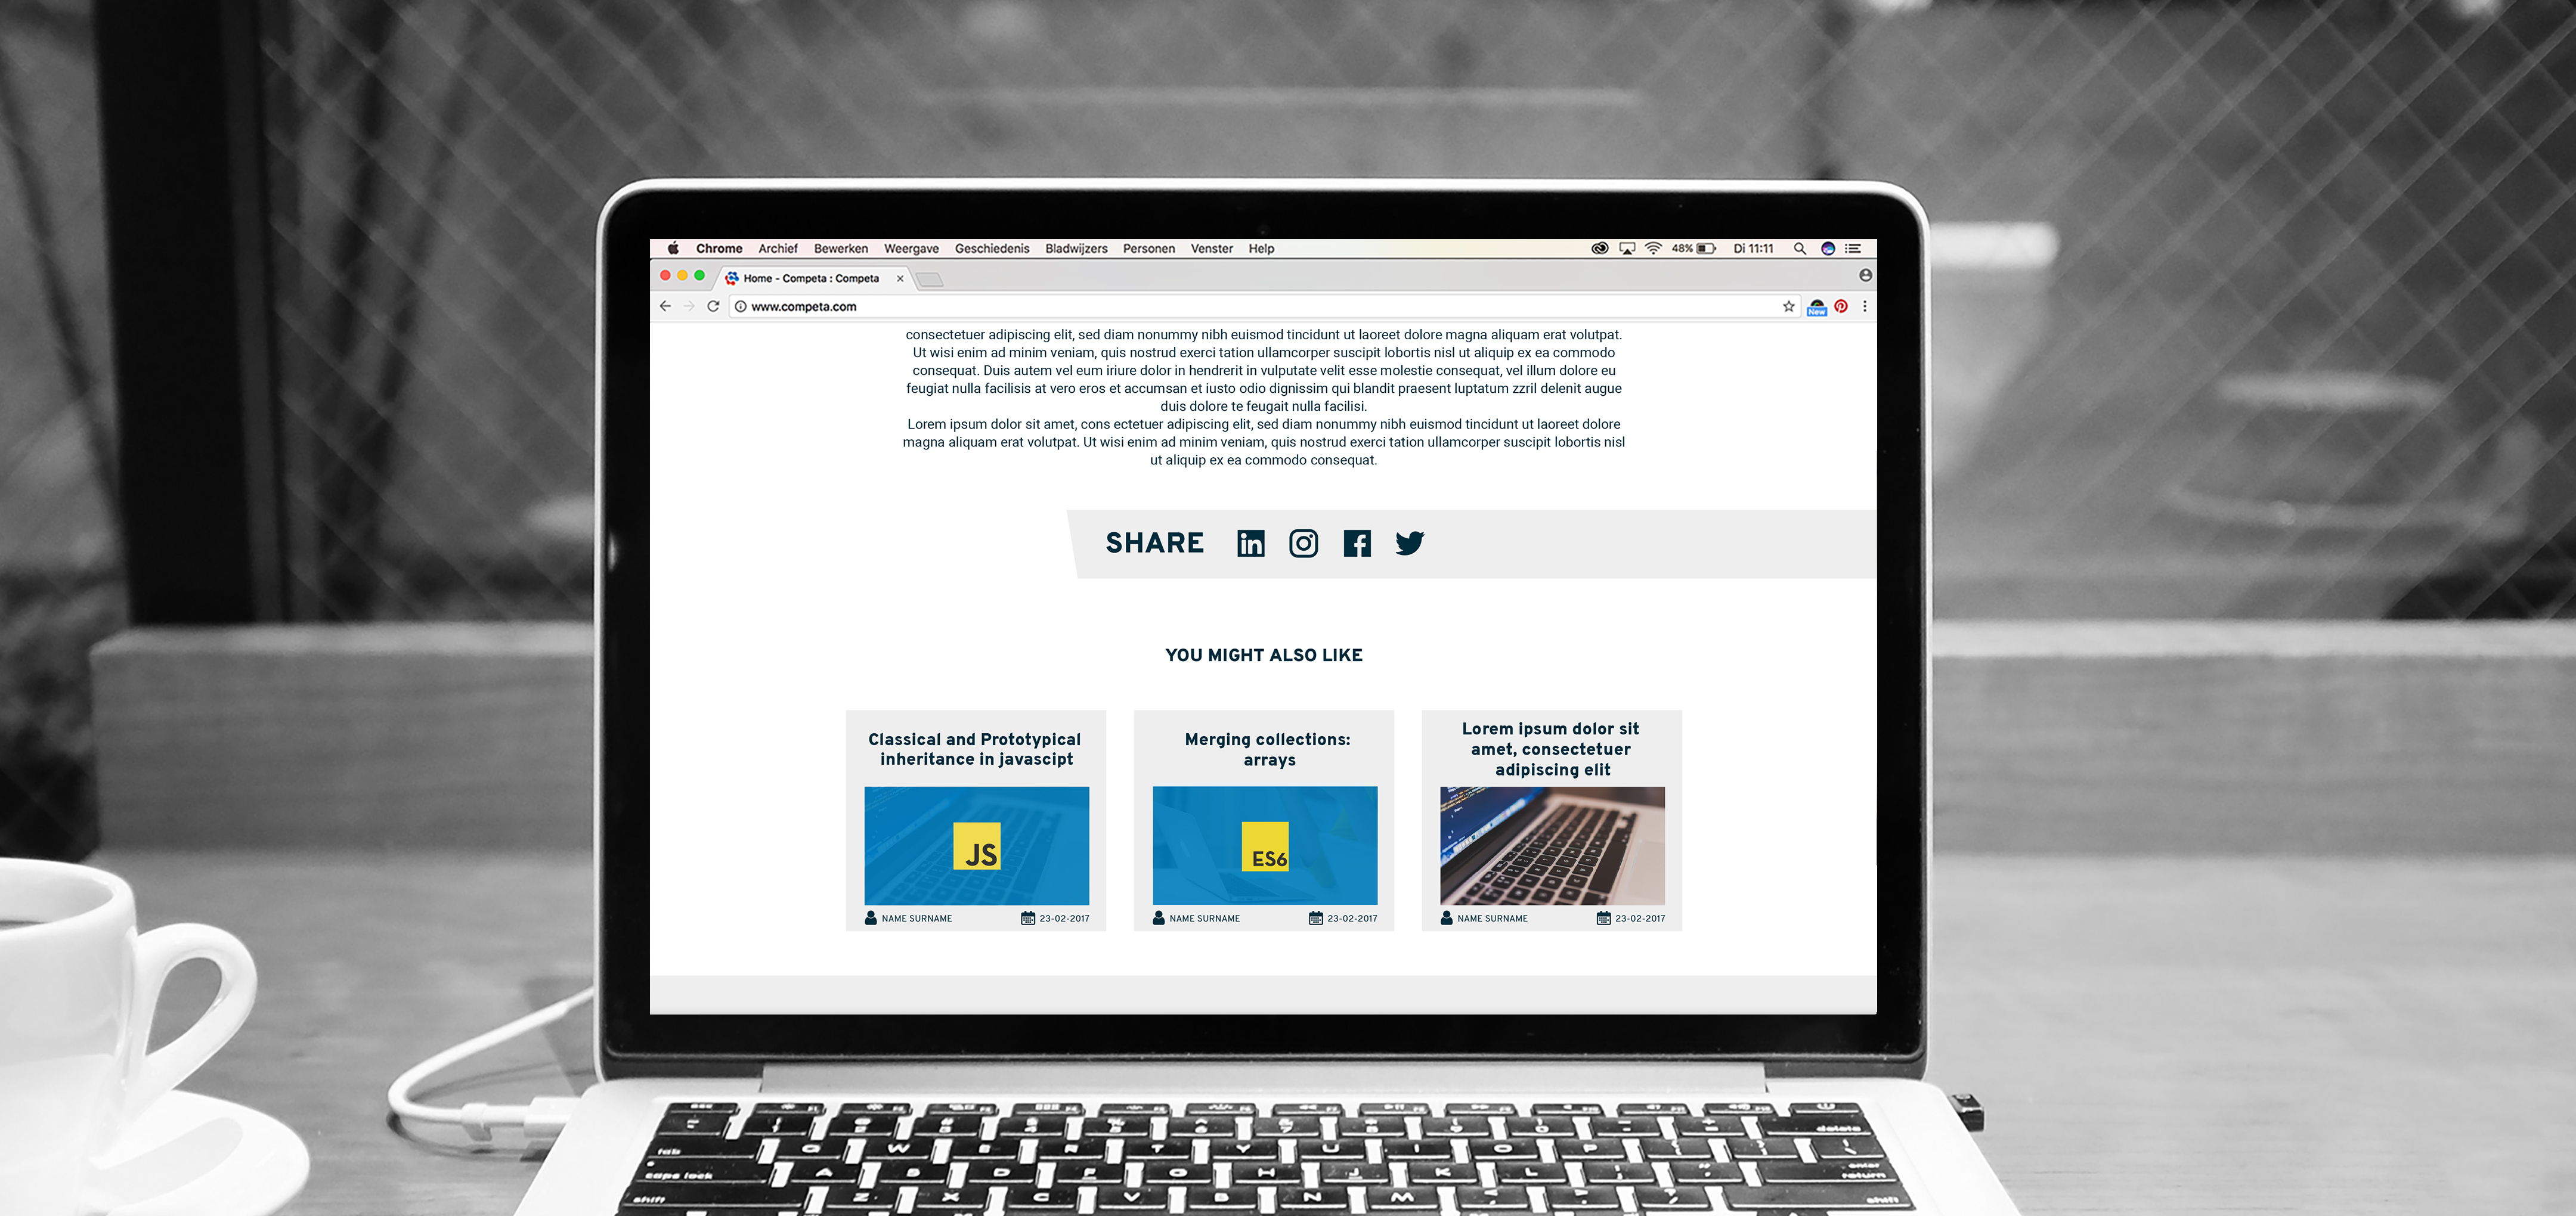 Chrome Archief Bewerken Weergave Geschiedenis Bladwijzers Personen Venster Help 48% Di 11:11
Home - Competa : Competa
www.competa.com
New
consectetuer adipiscing elit, sed diam nonummy nibh euismod tincidunt ut laoreet dolore magna aliquam erat volutpat.
Ut wisi enim ad minim veniam, quis nostrud exerci tation ullamcorper suscipit lobortis nisl ut aliquip ex ea commodo
consequat. Duis autem vel eum iriure dolor in hendrerit in vulputate velit esse molestie consequat, vel illum dolore eu
feugiat nulla facilisis at vero eros et accumsan et iusto odio dignissim qui blandit praesent luptatum zzril delenit augue
duis dolore te feugait nulla facilisi.
Lorem ipsum dolor sit amet, cons ectetuer adipiscing elit, sed diam nonummy nibh euismod tincidunt ut laoreet dolore
magna aliquam erat volutpat. Ut wisi enim ad minim veniam, quis nostrud exerci tation ullamcorper suscipit lobortis nisl
ut aliquip ex ea commodo consequat.
SHARE in
YOU MIGHT ALSO LIKE
Classical and Prototypical
inheritance in javascipt
JS
NAME SURNAME 23-02-2017
Merging collections:
arrays
ES6
NAME SURNAME 23-02-2017
Lorem ipsum dolor sit
amet, consectetuer
adipiscing elit
NAME SURNAME 23-02-2017
delete
tab Q W E R T Y U I O P
caps lock A S D F G H J K L enter
return
shift Z X C V B N M shift